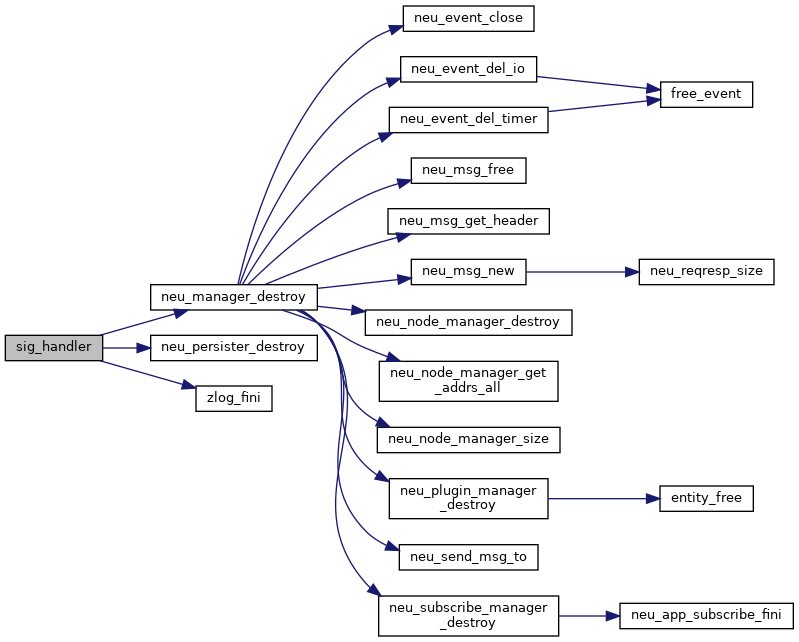 sig_handler
neu_manager_destroy
neu_persister_destroy
zlog_fini
neu_event_close
neu_event_del_io
neu_event_del_timer
neu_msg_free
neu_msg_get_header
neu_msg_new
neu_node_manager_destroy
neu_node_manager_get
_addrs_all
neu_node_manager_size
neu_plugin_manager
_destroy
neu_send_msg_to
neu_subscribe_manager
_destroy
free_event
neu_reqresp_size
entity_free
neu_app_subscribe_fini